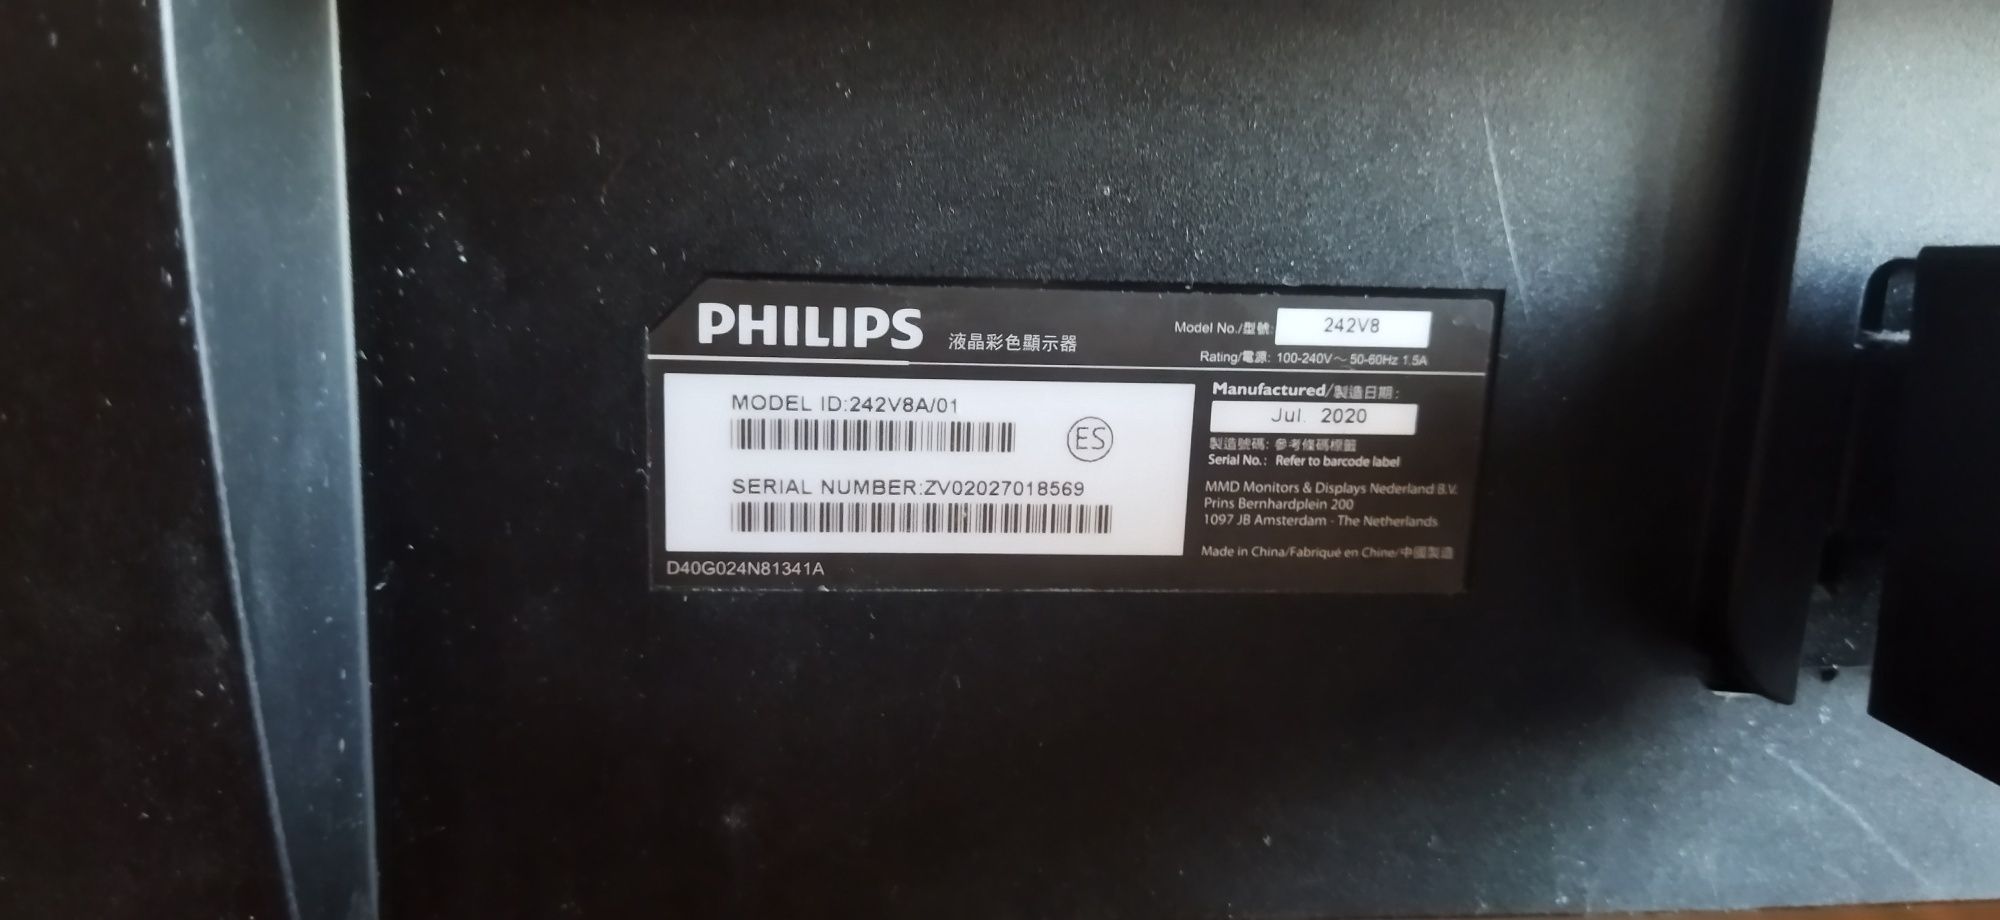 PHILIPS 液晶彩色顯示器
Model No./型號: 242V8
Rating/電源: 100-240V～ 50-60Hz 1.5A
MODEL ID:242V8A/01
ES
SERIAL NUMBER:ZV02027018569
D40G024N81341A
Manufactured/製造日期:
Jul. 2020
製造號碼: 參考條碼標籤
Serial No.: Refer to barcode label
MMD Monitors & Displays Nederland B.V.
Prins Bernhardplein 200
1097 JB Amsterdam - The Netherlands
Made in China/Fabriqué en Chine/中國製造